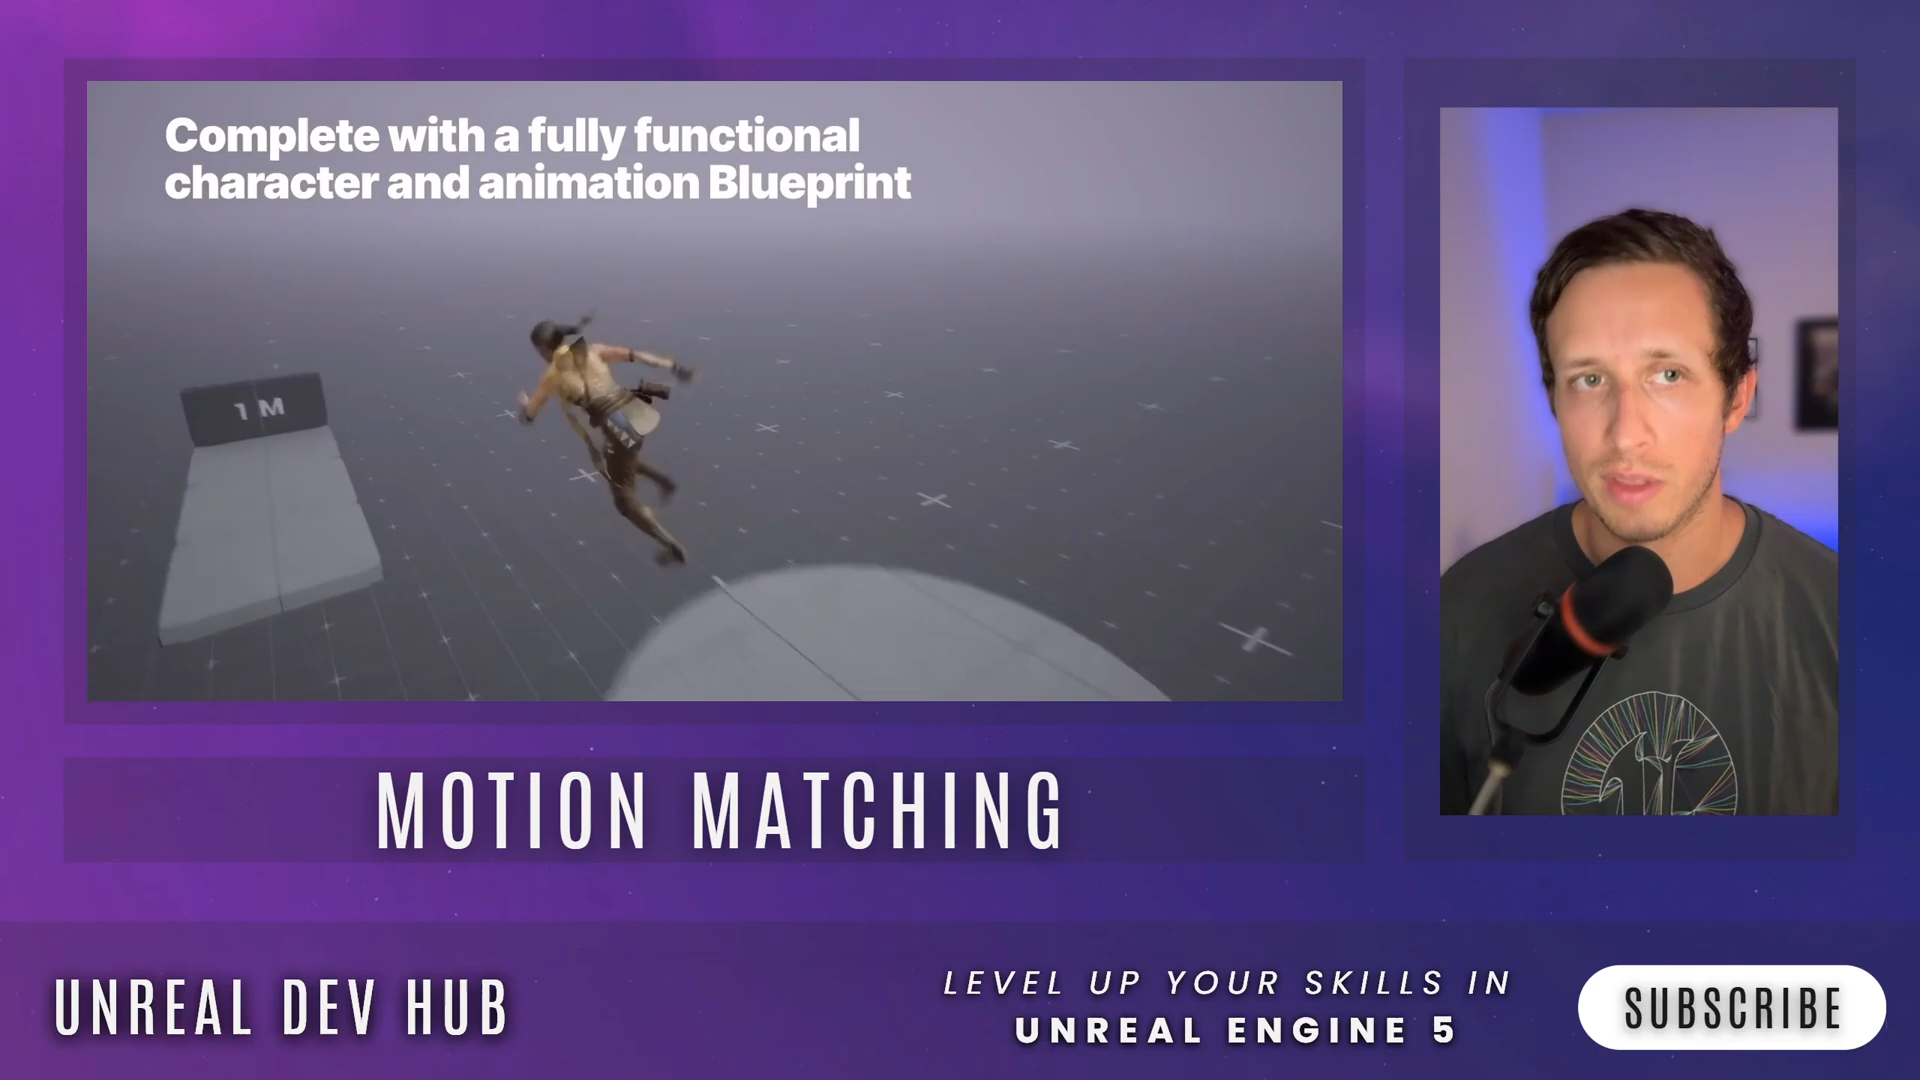 Complete with a fully functional
character and animation Blueprint
1 M
MOTION MATCHING
UNREAL DEV HUB
LEVEL UP YOUR SKILLS IN
UNREAL ENGINE 5
SUBSCRIBE